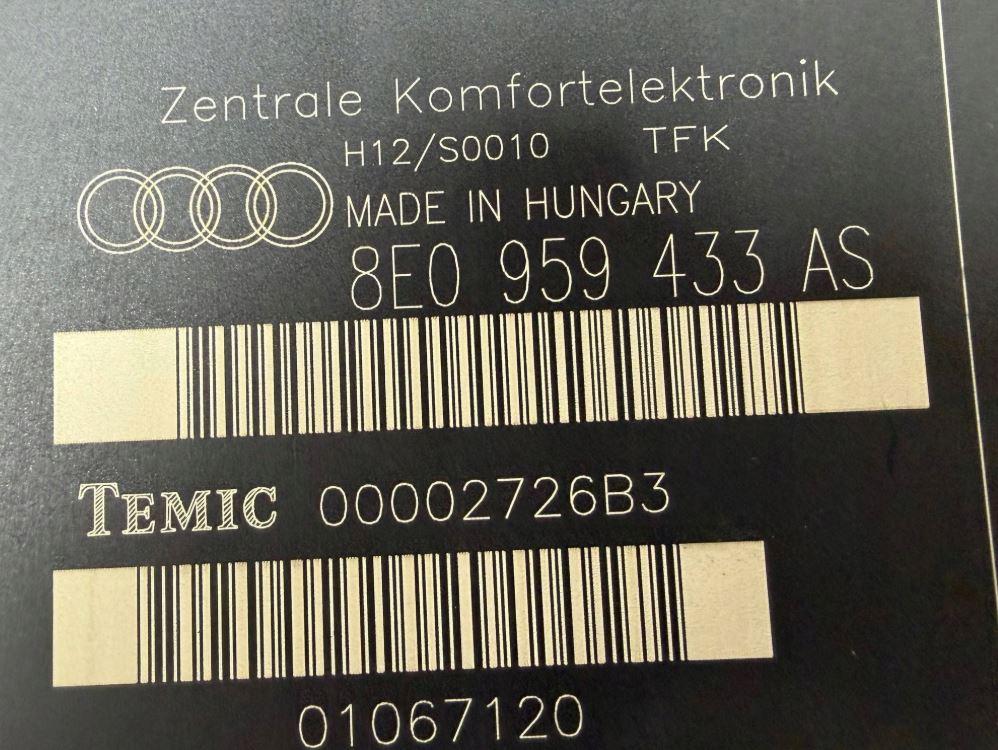 Zentrale Komfortelektronik
H12/S0010 TFK
MADE IN HUNGARY
8E0 959 433 AS
TEMIC 00002726B3
01067120